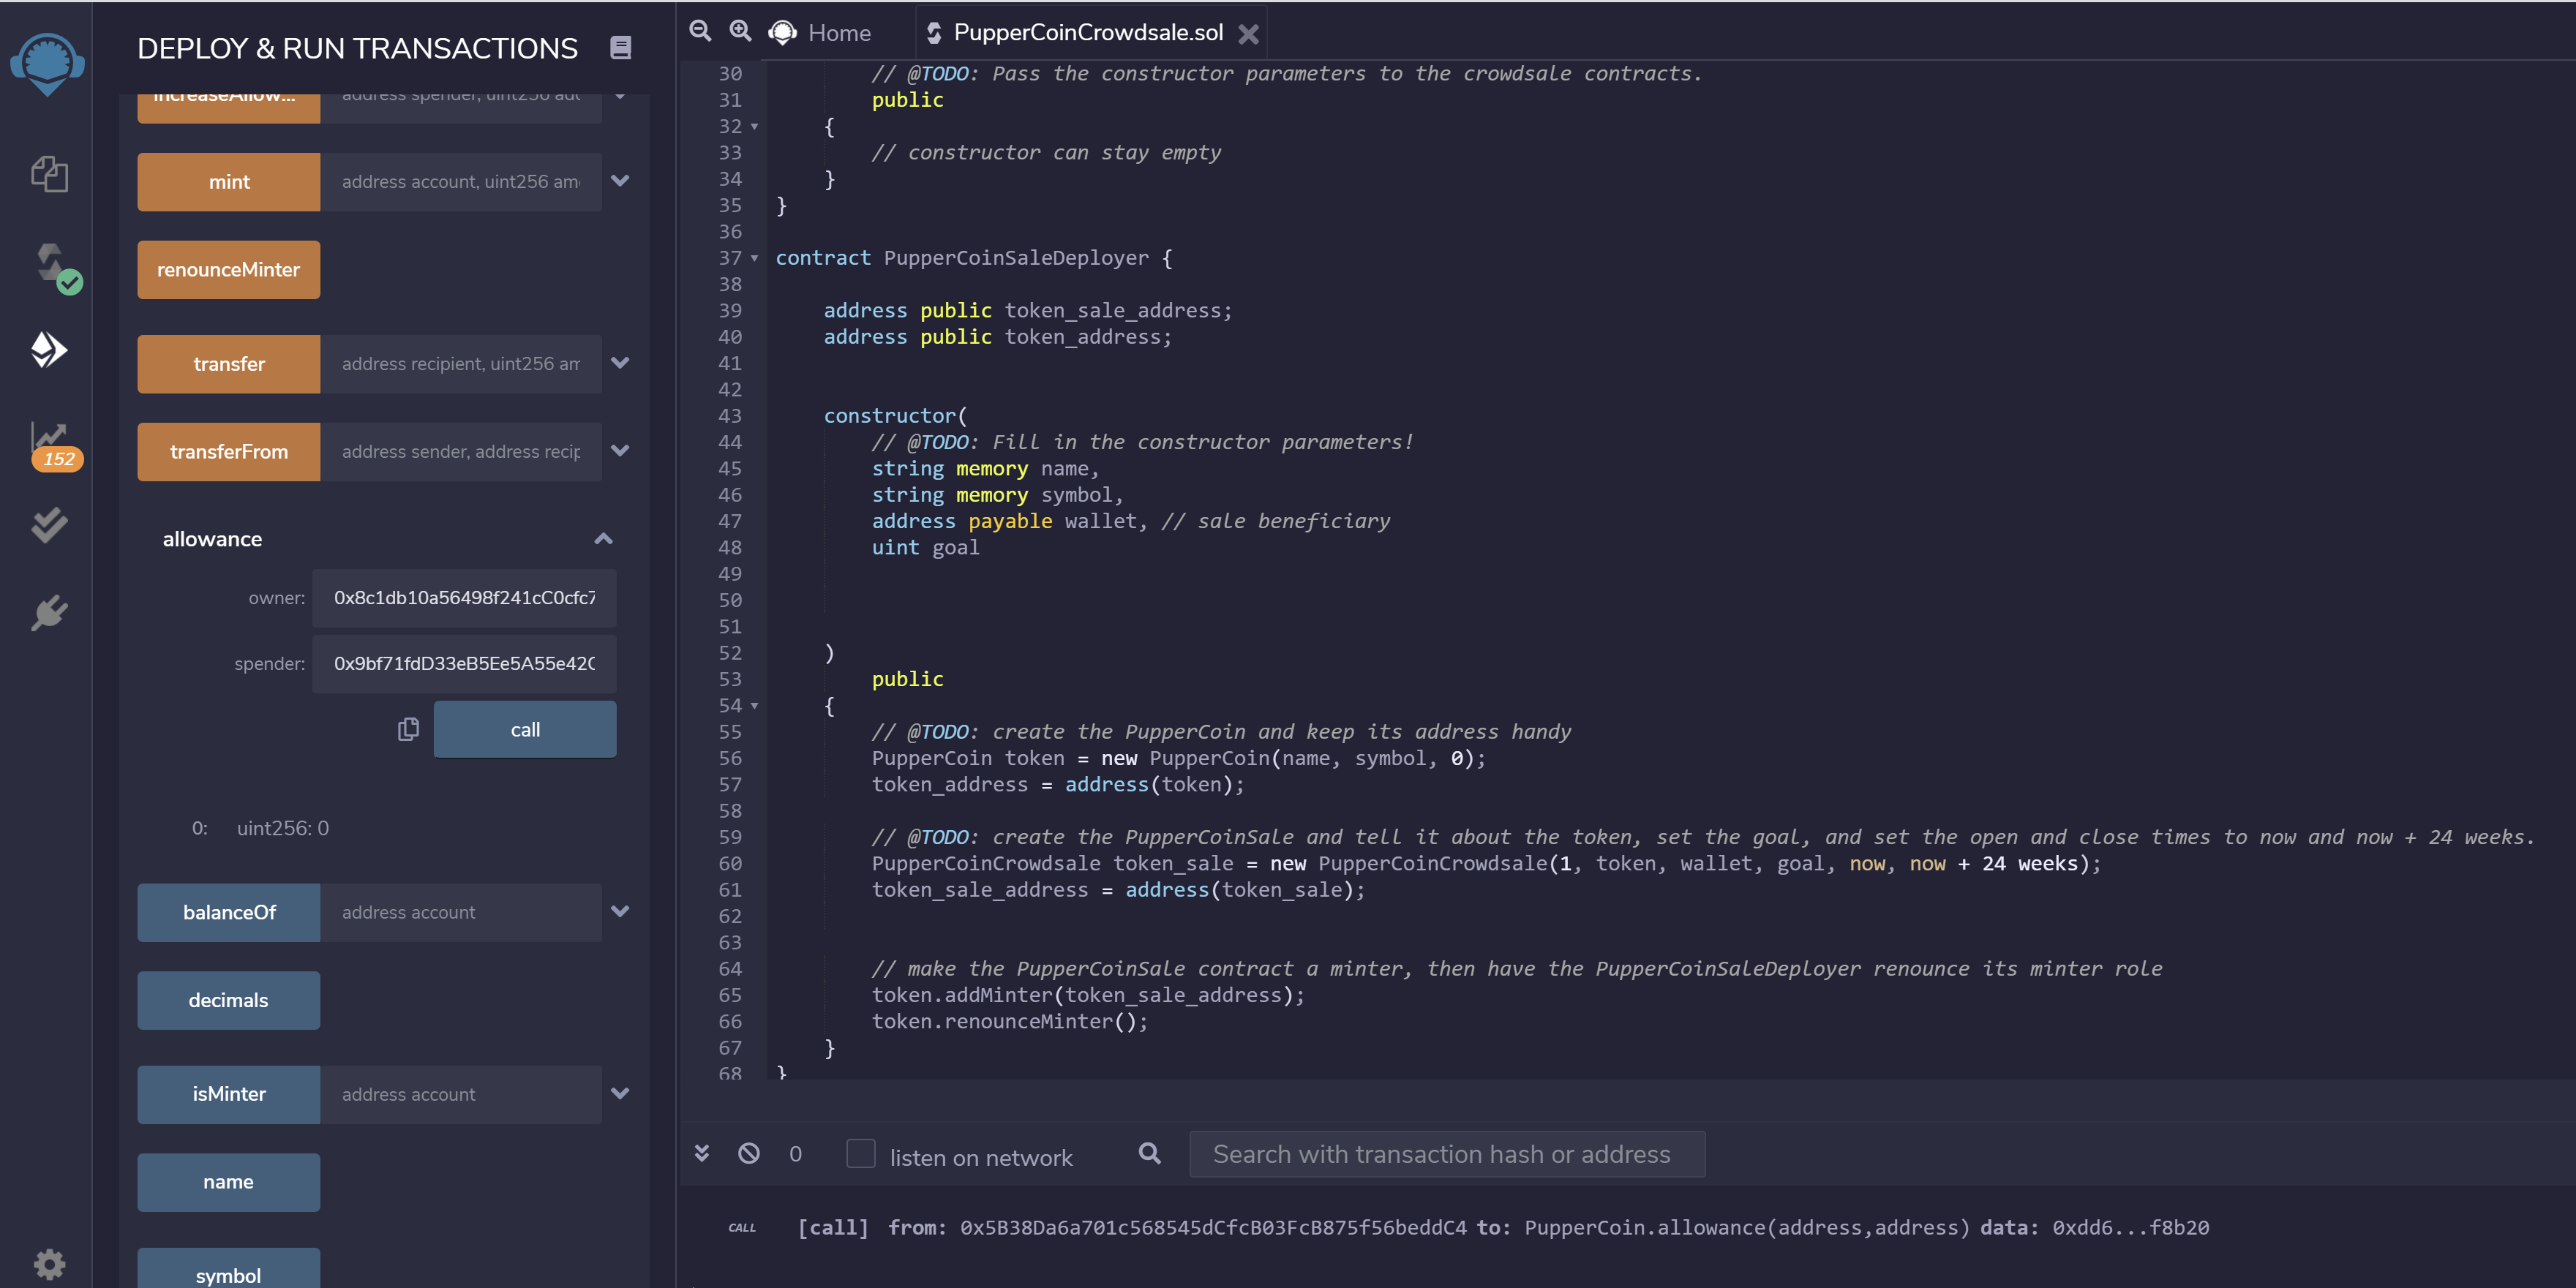 DEPLOY & RUN TRANSACTIONS
increaseAllow... address spender, uint256 add
mint address account, uint256 am
renounceMinter
transfer address recipient, uint256 am
transferFrom address sender, address recip
allowance
owner: 0x8c1db10a56498f241cC0cfc7
spender: 0x9bf71fdD33eB5Ee5A55e42C
call
0: uint256: 0
balanceOf address account
decimals
isMinter address account
name
symbol
152
Home PupperCoinCrowdsale.sol
30 // @TODO: Pass the constructor parameters to the crowdsale contracts.
31 public
32 {
33 // constructor can stay empty
34 }
35 }
36
37 contract PupperCoinSaleDeployer {
38
39 address public token_sale_address;
40 address public token_address;
41
42
43 constructor(
44 // @TODO: Fill in the constructor parameters!
45 string memory name,
46 string memory symbol,
47 address payable wallet, // sale beneficiary
48 uint goal
49
50
51
52 )
53 public
54 {
55 // @TODO: create the PupperCoin and keep its address handy
56 PupperCoin token = new PupperCoin(name, symbol, 0);
57 token_address = address(token);
58
59 // @TODO: create the PupperCoinSale and tell it about the token, set the goal, and set the open and close times to now and now + 24 weeks.
60 PupperCoinCrowdsale token_sale = new PupperCoinCrowdsale(1, token, wallet, goal, now, now + 24 weeks);
61 token_sale_address = address(token_sale);
62
63
64 // make the PupperCoinSale contract a minter, then have the PupperCoinSaleDeployer renounce its minter role
65 token.addMinter(token_sale_address);
66 token.renounceMinter();
67 }
68 }
0 listen on network Search with transaction hash or address
CALL [call] from: 0x5B38Da6a701c568545dCfcB03FcB875f56beddC4 to: PupperCoin.allowance(address,address) data: 0xdd6...f8b20